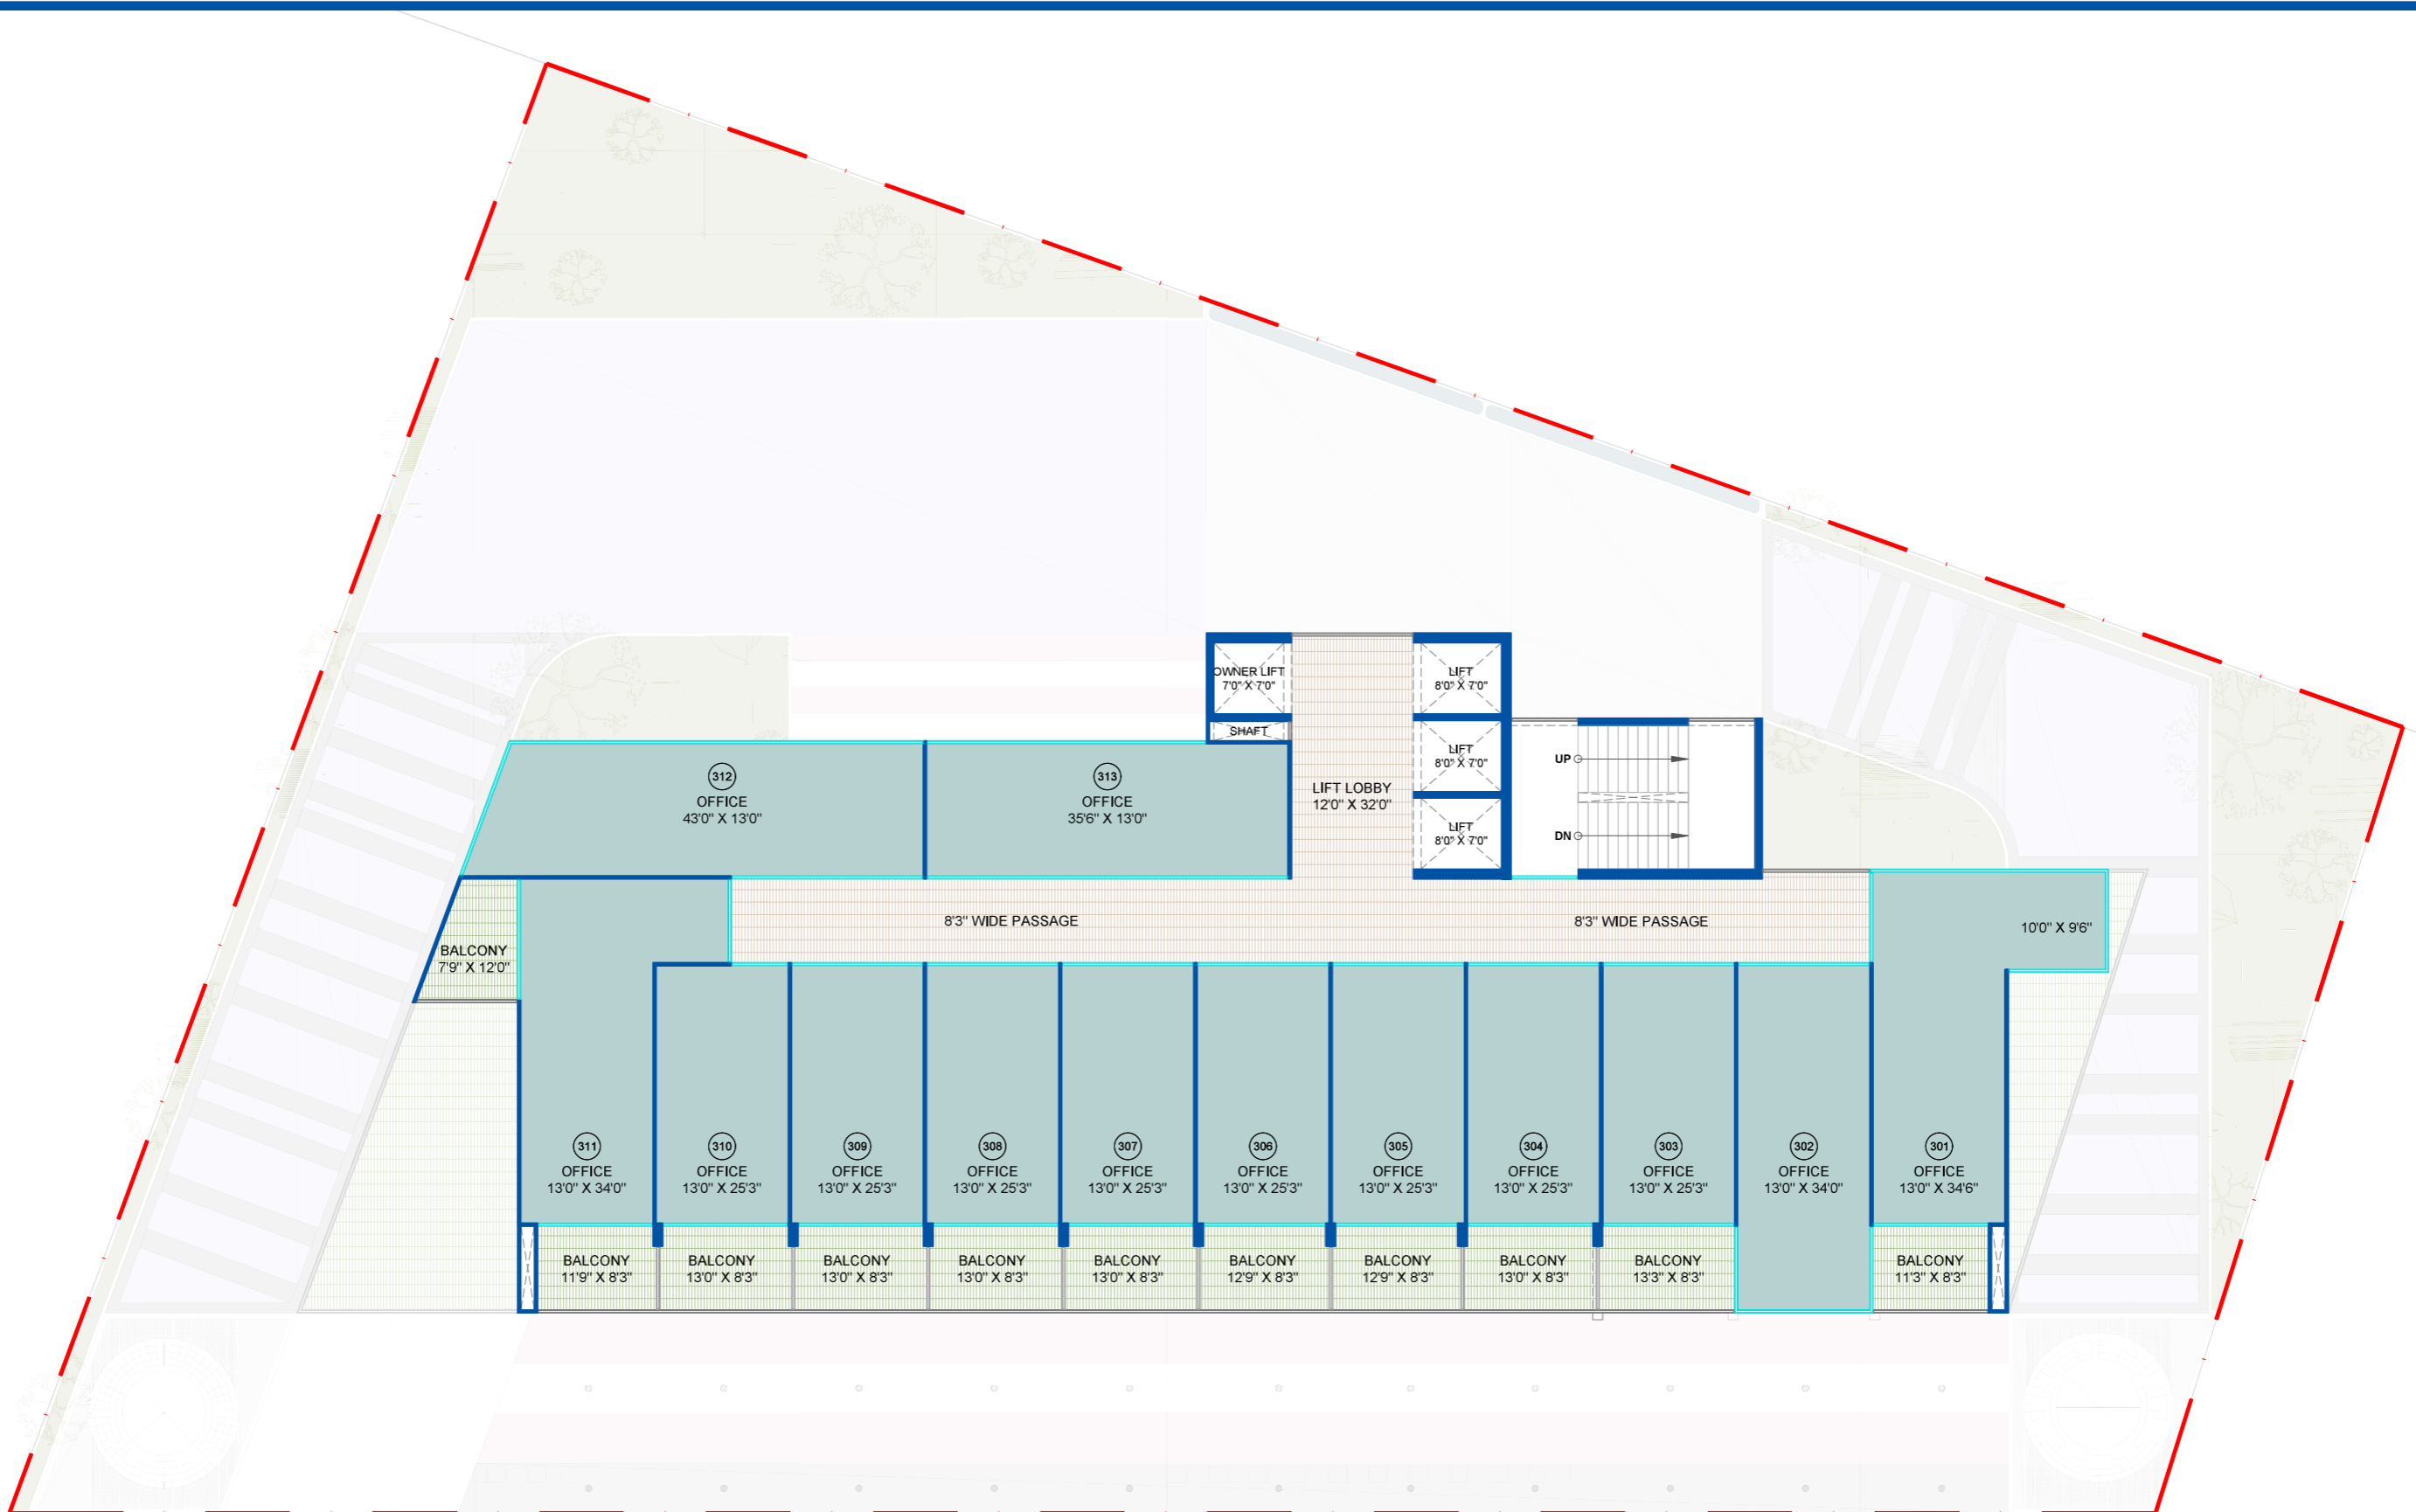 OWNER LIFT
7'0" X 7'0"
LIFT
8'0" X 7'0"
SHAFT
LIFT
8'0" X 7'0"
UP
312
OFFICE
43'0" X 13'0"
313
OFFICE
35'6" X 13'0"
LIFT LOBBY
12'0" X 32'0"
LIFT
8'0" X 7'0"
DN
8'3" WIDE PASSAGE
8'3" WIDE PASSAGE
10'0" X 9'6"
BALCONY
7'9" X 12'0"
311
OFFICE
13'0" X 34'0"
310
OFFICE
13'0" X 25'3"
309
OFFICE
13'0" X 25'3"
308
OFFICE
13'0" X 25'3"
307
OFFICE
13'0" X 25'3"
306
OFFICE
13'0" X 25'3"
305
OFFICE
13'0" X 25'3"
304
OFFICE
13'0" X 25'3"
303
OFFICE
13'0" X 25'3"
302
OFFICE
13'0" X 34'0"
301
OFFICE
13'0" X 34'6"
BALCONY
11'9" X 8'3"
BALCONY
13'0" X 8'3"
BALCONY
13'0" X 8'3"
BALCONY
13'0" X 8'3"
BALCONY
13'0" X 8'3"
BALCONY
12'9" X 8'3"
BALCONY
12'9" X 8'3"
BALCONY
13'0" X 8'3"
BALCONY
13'3" X 8'3"
BALCONY
11'3" X 8'3"